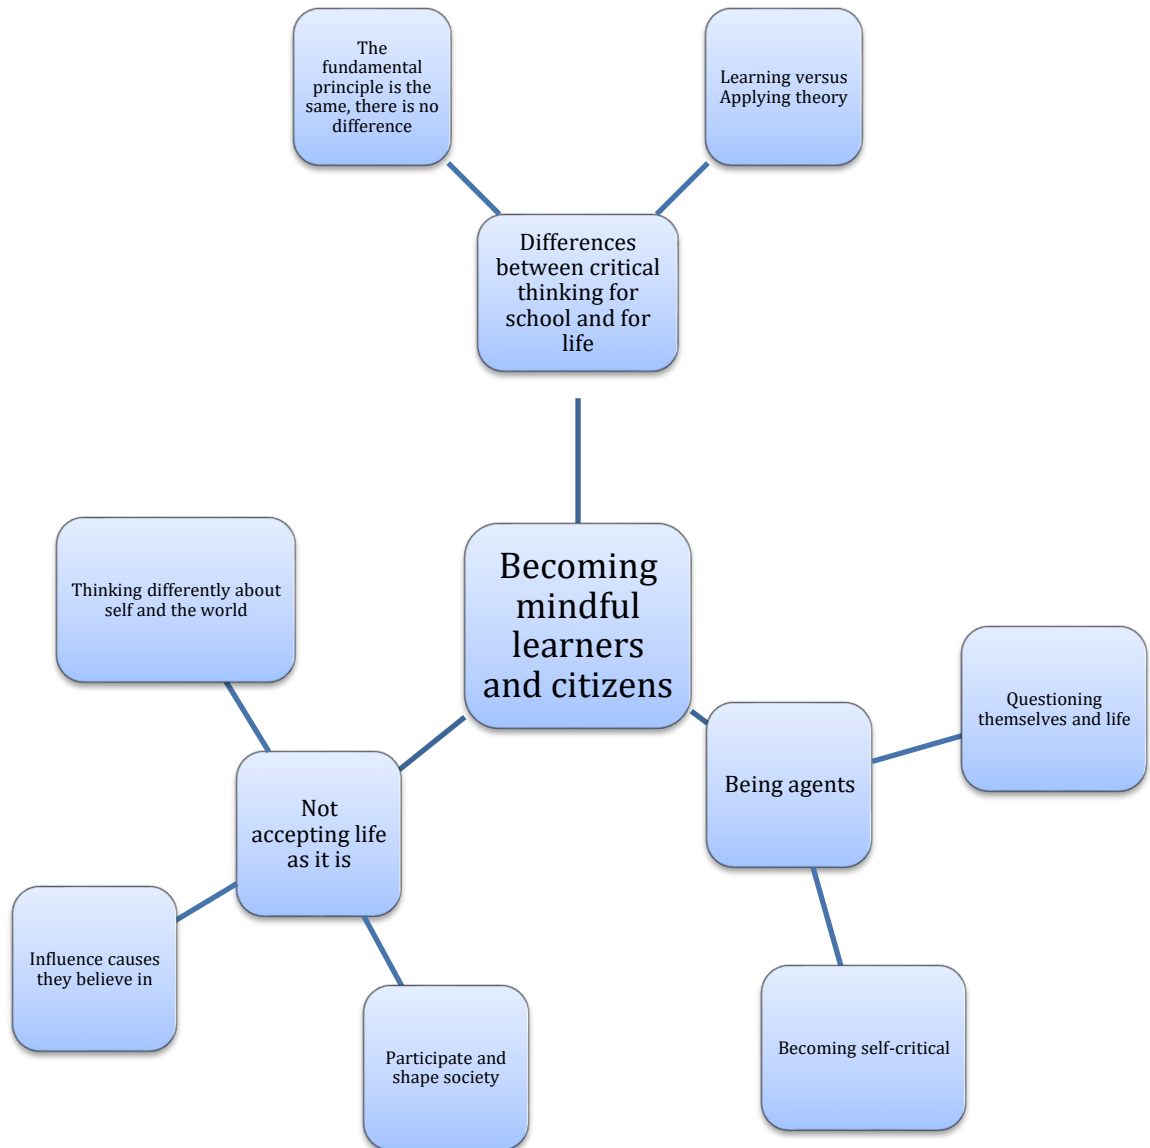 The
fundamental
principle is the
same, there is no
difference
Learning versus
Applying theory
Differences
between critical
thinking for
school and for
life
Becoming
mindful
learners
and citizens
Thinking differently about
self and the world
Not
accepting life
as it is
Influence causes
they believe in
Participate and
shape society
Being agents
Questioning
themselves and life
Becoming self-critical